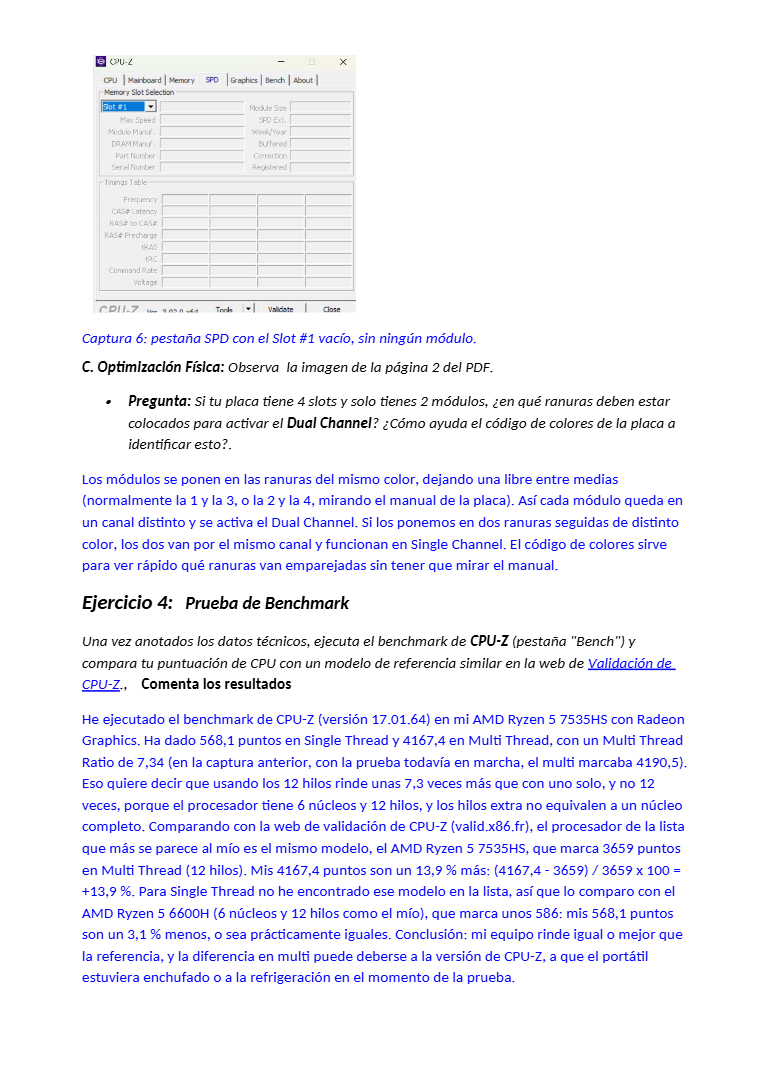 CPU-Z
CPU Mainboard Memory SPD Graphics Bench About
Memory Slot Selection
Slot #1 Module Size
Max Speed SPD Ext.
Module Manuf. Week/Year
DRAM Manuf. Buffered
Part Number Correction
Serial Number Registered
Timings Table
Frequency
CAS# Latency
RAS# to CAS#
RAS# Precharge
tRAS
tRC
Command Rate
Voltage
CPU-Z Ver. Tools Validate Close
Captura 6: pestaña SPD con el Slot #1 vacío, sin ningún módulo.
C. Optimización Física: Observa la imagen de la página 2 del PDF.
• Pregunta: Si tu placa tiene 4 slots y solo tienes 2 módulos, ¿en qué ranuras deben estar
colocados para activar el Dual Channel? ¿Cómo ayuda el código de colores de la placa a
identificar esto?.
Los módulos se ponen en las ranuras del mismo color, dejando una libre entre medias
(normalmente la 1 y la 3, o la 2 y la 4, mirando el manual de la placa). Así cada módulo queda en
un canal distinto y se activa el Dual Channel. Si los ponemos en dos ranuras seguidas de distinto
color, los dos van por el mismo canal y funcionan en Single Channel. El código de colores sirve
para ver rápido qué ranuras van emparejadas sin tener que mirar el manual.
Ejercicio 4: Prueba de Benchmark
Una vez anotados los datos técnicos, ejecuta el benchmark de CPU-Z (pestaña "Bench") y
compara tu puntuación de CPU con un modelo de referencia similar en la web de Validación de
CPU-Z., Comenta los resultados
He ejecutado el benchmark de CPU-Z (versión 17.01.64) en mi AMD Ryzen 5 7535HS con Radeon
Graphics. Ha dado 568,1 puntos en Single Thread y 4167,4 en Multi Thread, con un Multi Thread
Ratio de 7,34 (en la captura anterior, con la prueba todavía en marcha, el multi marcaba 4190,5).
Eso quiere decir que usando los 12 hilos rinde unas 7,3 veces más que con uno solo, y no 12
veces, porque el procesador tiene 6 núcleos y 12 hilos, y los hilos extra no equivalen a un núcleo
completo. Comparando con la web de validación de CPU-Z (valid.x86.fr), el procesador de la lista
que más se parece al mío es el mismo modelo, el AMD Ryzen 5 7535HS, que marca 3659 puntos
en Multi Thread (12 hilos). Mis 4167,4 puntos son un 13,9 % más: (4167,4 - 3659) / 3659 x 100 =
+13,9 %. Para Single Thread no he encontrado ese modelo en la lista, así que lo comparo con el
AMD Ryzen 5 6600H (6 núcleos y 12 hilos como el mío), que marca unos 586: mis 568,1 puntos
son un 3,1 % menos, o sea prácticamente iguales. Conclusión: mi equipo rinde igual o mejor que
la referencia, y la diferencia en multi puede deberse a la versión de CPU-Z, a que el portátil
estuviera enchufado o a la refrigeración en el momento de la prueba.